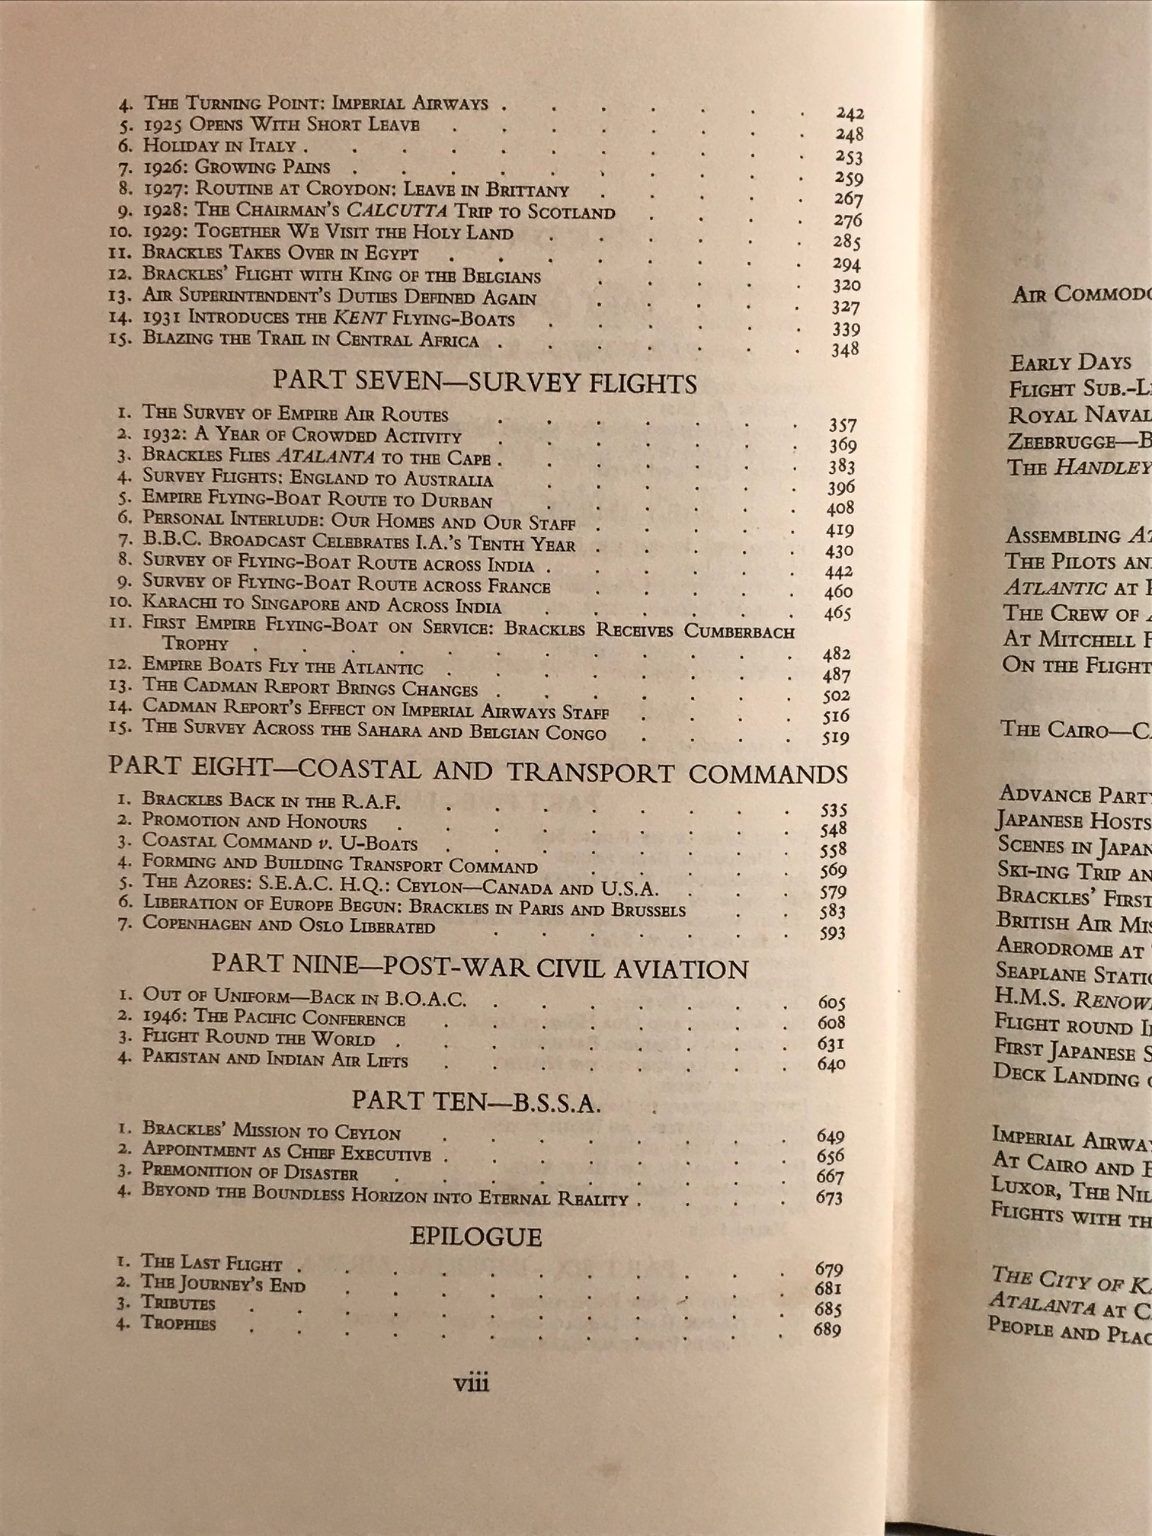 4. The Turning Point: Imperial Airways . . . . . . . 242
5. 1925 Opens With Short Leave . . . . . . . . 248
6. Holiday in Italy . . . . . . . . . . . 253
7. 1926: Growing Pains . . . . . . . . . . 259
8. 1927: Routine at Croydon: Leave in Brittany . . . . . 267
9. 1928: The Chairman's Calcutta Trip to Scotland . . . . 276
10. 1929: Together We Visit the Holy Land . . . . . . 285
11. Brackles Takes Over in Egypt . . . . . . . . 294
12. Brackles' Flight with King of the Belgians . . . . . 320
13. Air Superintendent's Duties Defined Again . . . . . 327
14. 1931 Introduces the Kent Flying-Boats . . . . . . 339
15. Blazing the Trail in Central Africa . . . . . . . 348
PART SEVEN—SURVEY FLIGHTS
1. The Survey of Empire Air Routes . . . . . . . 357
2. 1932: A Year of Crowded Activity . . . . . . . 369
3. Brackles Flies Atalanta to the Cape . . . . . . . 383
4. Survey Flights: England to Australia . . . . . . 396
5. Empire Flying-Boat Route to Durban . . . . . . 408
6. Personal Interlude: Our Homes and Our Staff . . . . . 419
7. B.B.C. Broadcast Celebrates I.A.'s Tenth Year . . . . . 430
8. Survey of Flying-Boat Route across India . . . . . . 442
9. Survey of Flying-Boat Route across France . . . . . 460
10. Karachi to Singapore and Across India . . . . . . 465
11. First Empire Flying-Boat on Service: Brackles Receives Cumberbach
Trophy . . . . . . . . . . . . 482
12. Empire Boats Fly the Atlantic . . . . . . . . 487
13. The Cadman Report Brings Changes . . . . . . . 502
14. Cadman Report's Effect on Imperial Airways Staff . . . . 516
15. The Survey Across the Sahara and Belgian Congo . . . . 519
PART EIGHT—COASTAL AND TRANSPORT COMMANDS
1. Brackles Back in the R.A.F. . . . . . . . . 535
2. Promotion and Honours . . . . . . . . . 548
3. Coastal Command v. U-Boats . . . . . . . . 558
4. Forming and Building Transport Command . . . . . 569
5. The Azores: S.E.A.C. H.Q.: Ceylon—Canada and U.S.A. . . . 579
6. Liberation of Europe Begun: Brackles in Paris and Brussels . . 583
7. Copenhagen and Oslo Liberated . . . . . . . 593
PART NINE—POST-WAR CIVIL AVIATION
1. Out of Uniform—Back in B.O.A.C. . . . . . . . 605
2. 1946: The Pacific Conference . . . . . . . . 608
3. Flight Round the World . . . . . . . . . 631
4. Pakistan and Indian Air Lifts . . . . . . . . 640
PART TEN—B.S.S.A.
1. Brackles' Mission to Ceylon . . . . . . . . 649
2. Appointment as Chief Executive . . . . . . . . 656
3. Premonition of Disaster . . . . . . . . . 667
4. Beyond the Boundless Horizon into Eternal Reality . . . . 673
EPILOGUE
1. The Last Flight . . . . . . . . . . . 679
2. The Journey's End . . . . . . . . . . 681
3. Tributes . . . . . . . . . . . . 685
4. Trophies . . . . . . . . . . . . 689
viii
Air Commodo
Early Days
Flight Sub.-L
Royal Naval
Zeebrugge—B
The Handley
Assembling At
The Pilots an
Atlantic at
The Crew of
At Mitchell F
On the Flight
The Cairo—C
Advance Party
Japanese Hosts
Scenes in Japan
Ski-ing Trip an
Brackles' First
British Air Mis
Aerodrome at
Seaplane Statio
H.M.S. Renow
Flight round I
First Japanese S
Deck Landing
Imperial Airwa
At Cairo and
Luxor, The Nil
Flights with th
The City of K
Atalanta at C
People and Plac